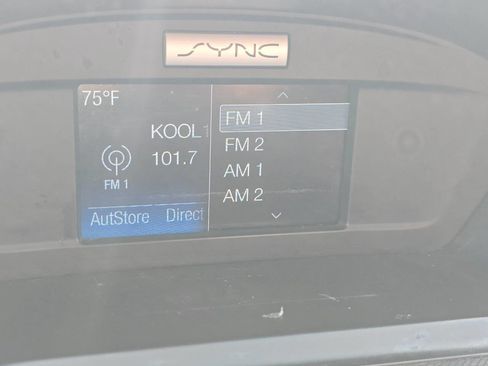 SYNC
75°F
KOOL
101.7
FM 1
AutStore Direct
FM 1
FM 2
AM 1
AM 2